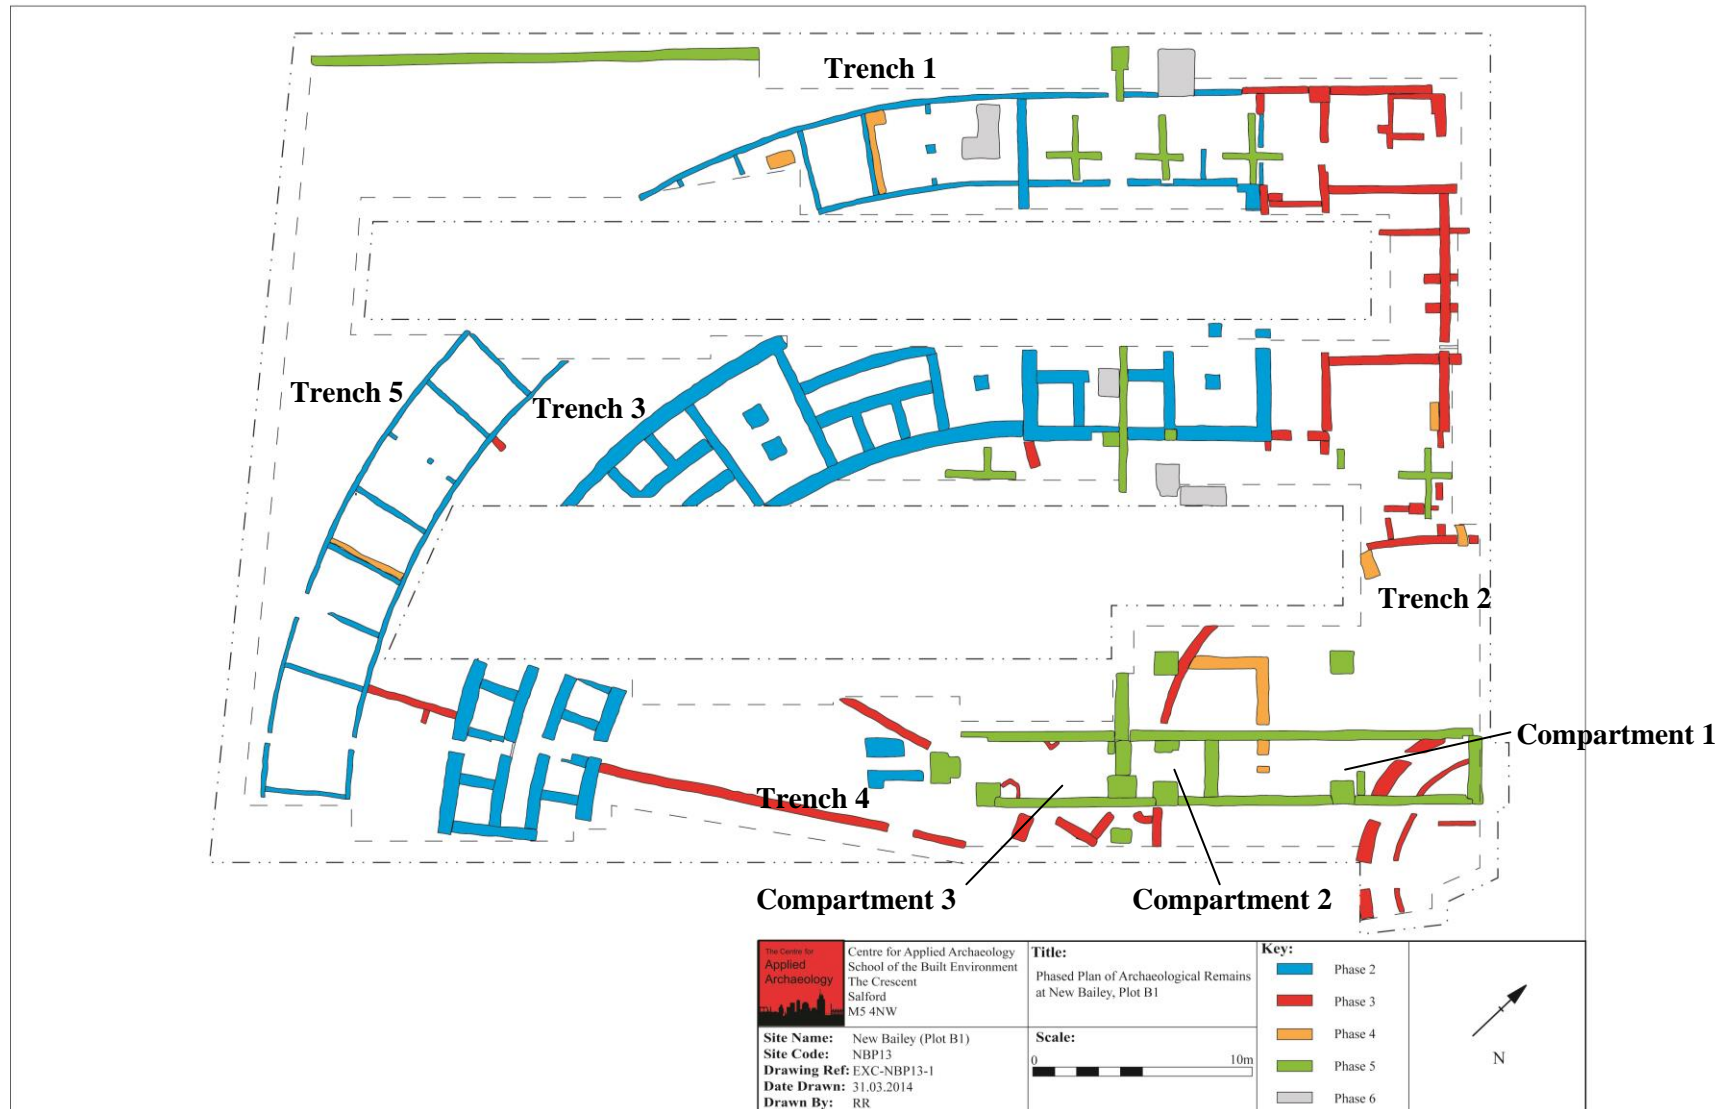 Trench 1
Trench 5
Trench 3
Trench 2
Compartment 1
Trench 4
Compartment 3
Compartment 2
The Centre for
Applied
Archaeology
Centre for Applied Archaeology
School of the Built Environment
The Crescent
Salford
M5 4NW
Title:
Phased Plan of Archaeological Remains
at New Bailey, Plot B1
Key:
Phase 2
Phase 3
Phase 4
Phase 5
Phase 6
Site Name: New Bailey (Plot B1)
Site Code: NBP13
Drawing Ref: EXC-NBP13-1
Date Drawn: 31.03.2014
Drawn By: RR
Scale:
0 10m
N